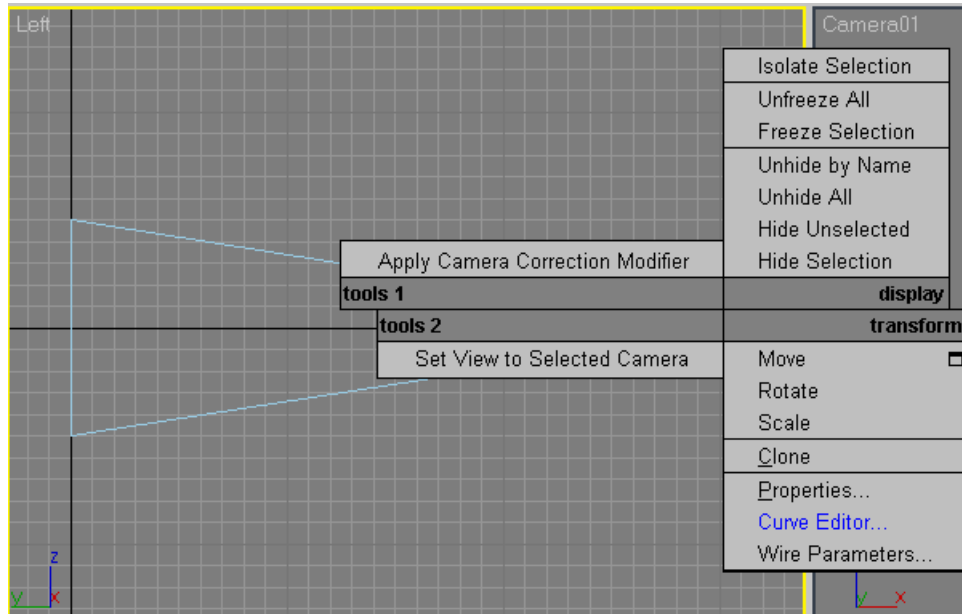 Left
Camera01
Isolate Selection
Unfreeze All
Freeze Selection
Unhide by Name
Unhide All
Hide Unselected
Hide Selection
Apply Camera Correction Modifier
tools 1
display
tools 2
transform
Set View to Selected Camera
Move
Rotate
Scale
Clone
Properties...
Curve Editor...
Wire Parameters...
z
y x
y x